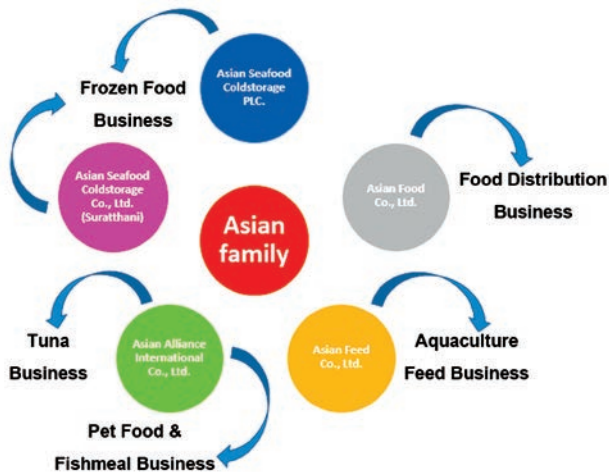 Asian Seafood
Coldstorage
PLC.
Frozen Food
Business
Asian Seafood
Coldstorage
Co., Ltd.
(Suratthani)
Asian
family
Asian Food
Co., Ltd.
Food Distribution
Business
Tuna
Business
Asian Alliance
International
Co., Ltd.
Pet Food &
Fishmeal Business
Asian Feed
Co., Ltd.
Aquaculture
Feed Business